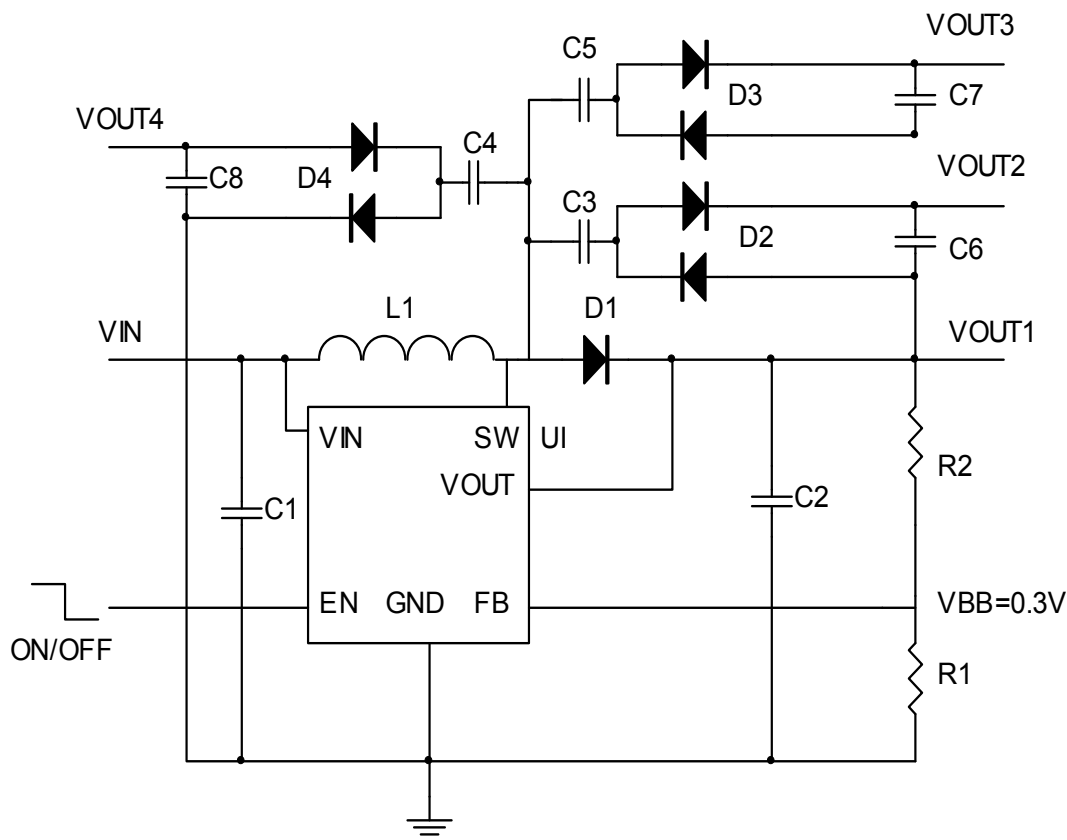 VOUT3
C5
D3
C7
VOUT4
C4
C8
D4
VOUT2
C3
D2
C6
VIN
L1
D1
VOUT1
VIN
SW
UI
VOUT
R2
C1
C2
EN
GND
FB
VBB=0.3V
ON/OFF
R1